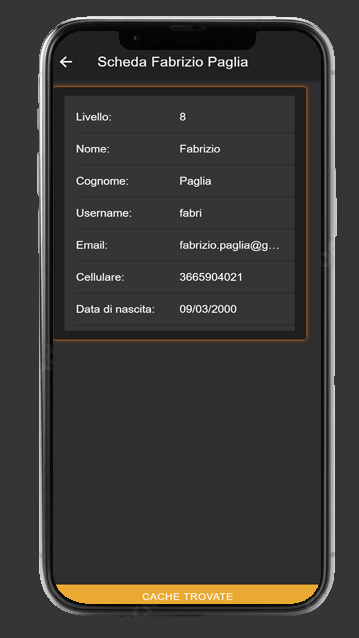 Scheda Fabrizio Paglia
Livello: 8
Nome: Fabrizio
Cognome: Paglia
Username: fabri
Email: fabrizio.paglia@g...
Cellulare: 3665904021
Data di nascita: 09/03/2000
CACHE TROVATE